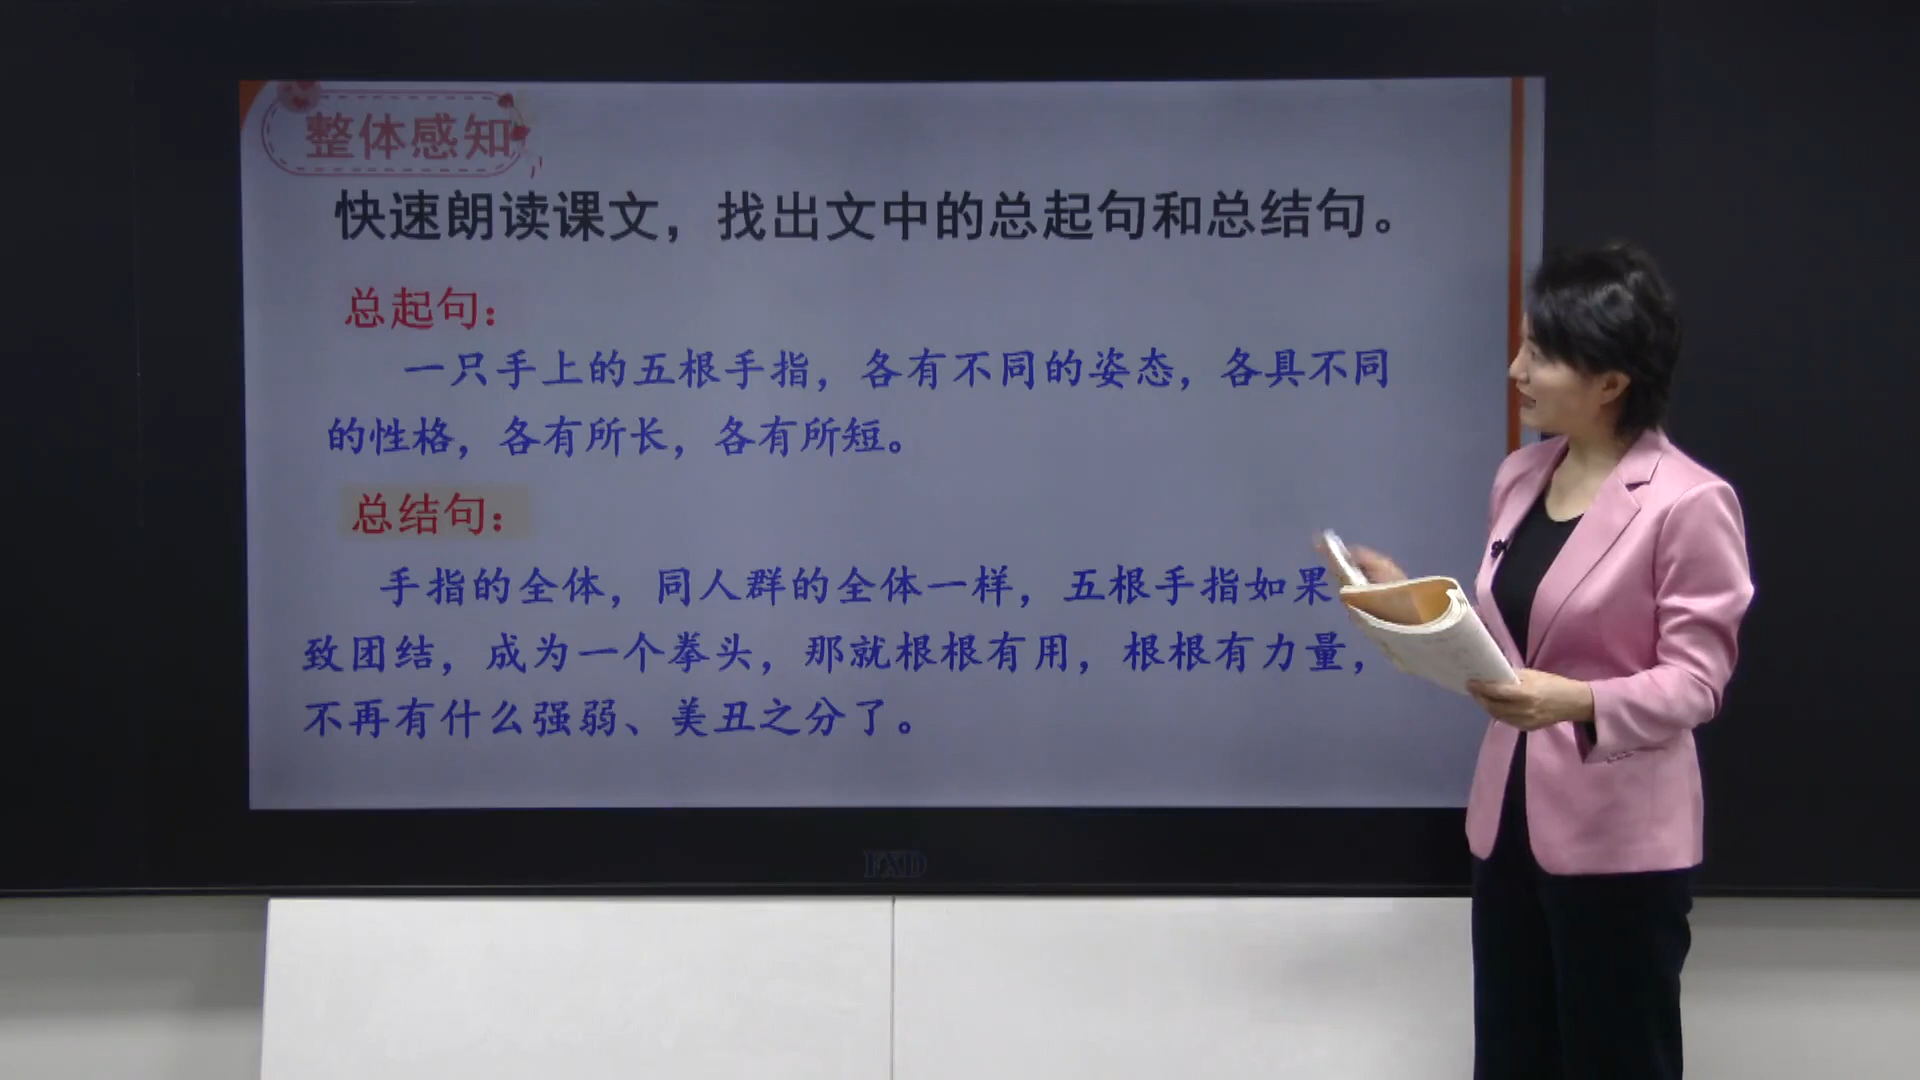 整体感知
快速朗读课文，找出文中的总起句和总结句。
总起句：
一只手上的五根手指，各有不同的姿态，各具不同
的性格，各有所长，各有所短。
总结句：
手指的全体，同人群的全体一样，五根手指如果
致团结，成为一个拳头，那就根根有用，根根有力量，
不再有什么强弱、美丑之分了。
FXD